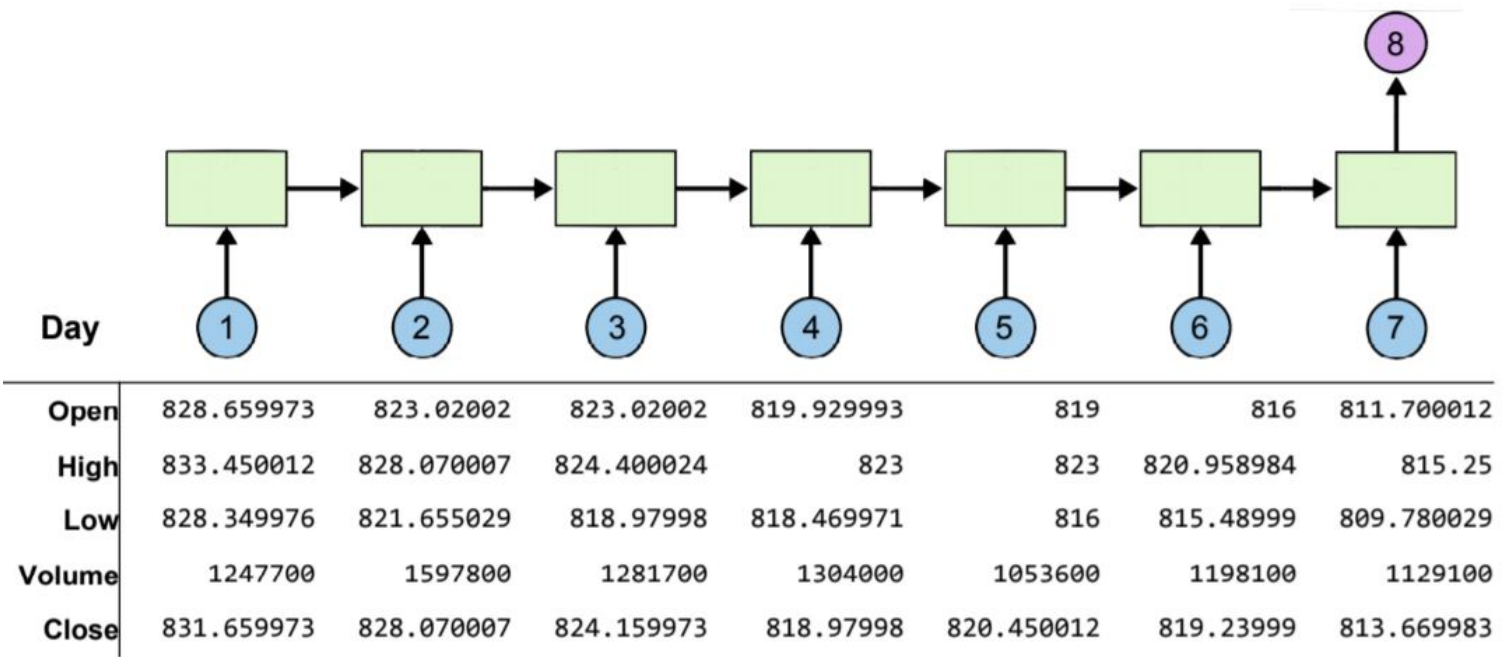 8
Day 1 2 3 4 5 6 7
Open 828.659973 823.02002 823.02002 819.929993 819 816 811.700012
High 833.450012 828.070007 824.400024 823 823 820.958984 815.25
Low 828.349976 821.655029 818.97998 818.469971 816 815.48999 809.780029
Volume 1247700 1597800 1281700 1304000 1053600 1198100 1129100
Close 831.659973 828.070007 824.159973 818.97998 820.450012 819.23999 813.669983